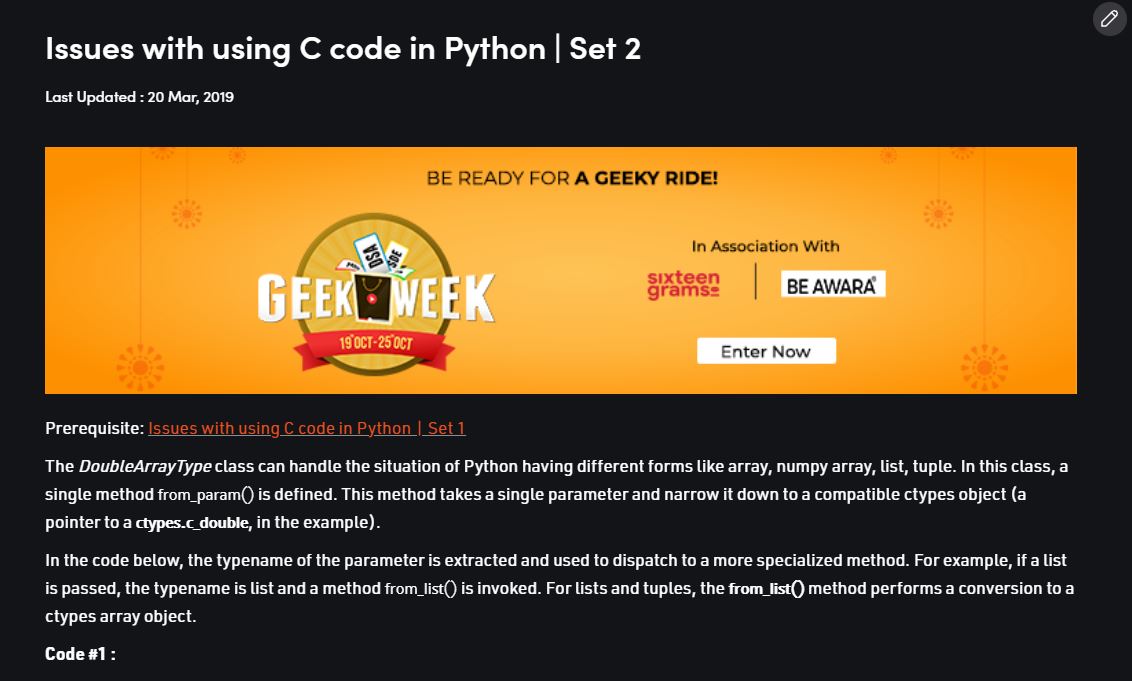 Issues with using C code in Python | Set 2
Last Updated : 20 Mar, 2019
BE READY FOR A GEEKY RIDE!
DSA
SDE
GEEK WEEK
19 OCT-25 OCT
In Association With
sixteen
grams
BE AWARA
Enter Now
Prerequisite: Issues with using C code in Python | Set 1
The DoubleArrayType class can handle the situation of Python having different forms like array, numpy array, list, tuple. In this class, a
single method from_param() is defined. This method takes a single parameter and narrow it down to a compatible ctypes object (a
pointer to a ctypes.c_double, in the example).
In the code below, the typename of the parameter is extracted and used to dispatch to a more specialized method. For example, if a list
is passed, the typename is list and a method from_list() is invoked. For lists and tuples, the from_list() method performs a conversion to a
ctypes array object.
Code #1 :